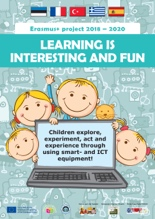 Erasmus+ project 2018 – 2020
LEARNING IS
INTERESTING AND FUN
Children explore,
experiment, act and
experience through
using smart- and ICT
equipment!